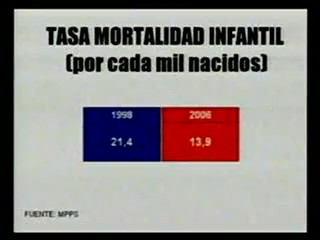 TASA MORTALIDAD INFANTIL
(por cada mil nacidos)
1998 2006
21,4 13,9
FUENTE: MPPS